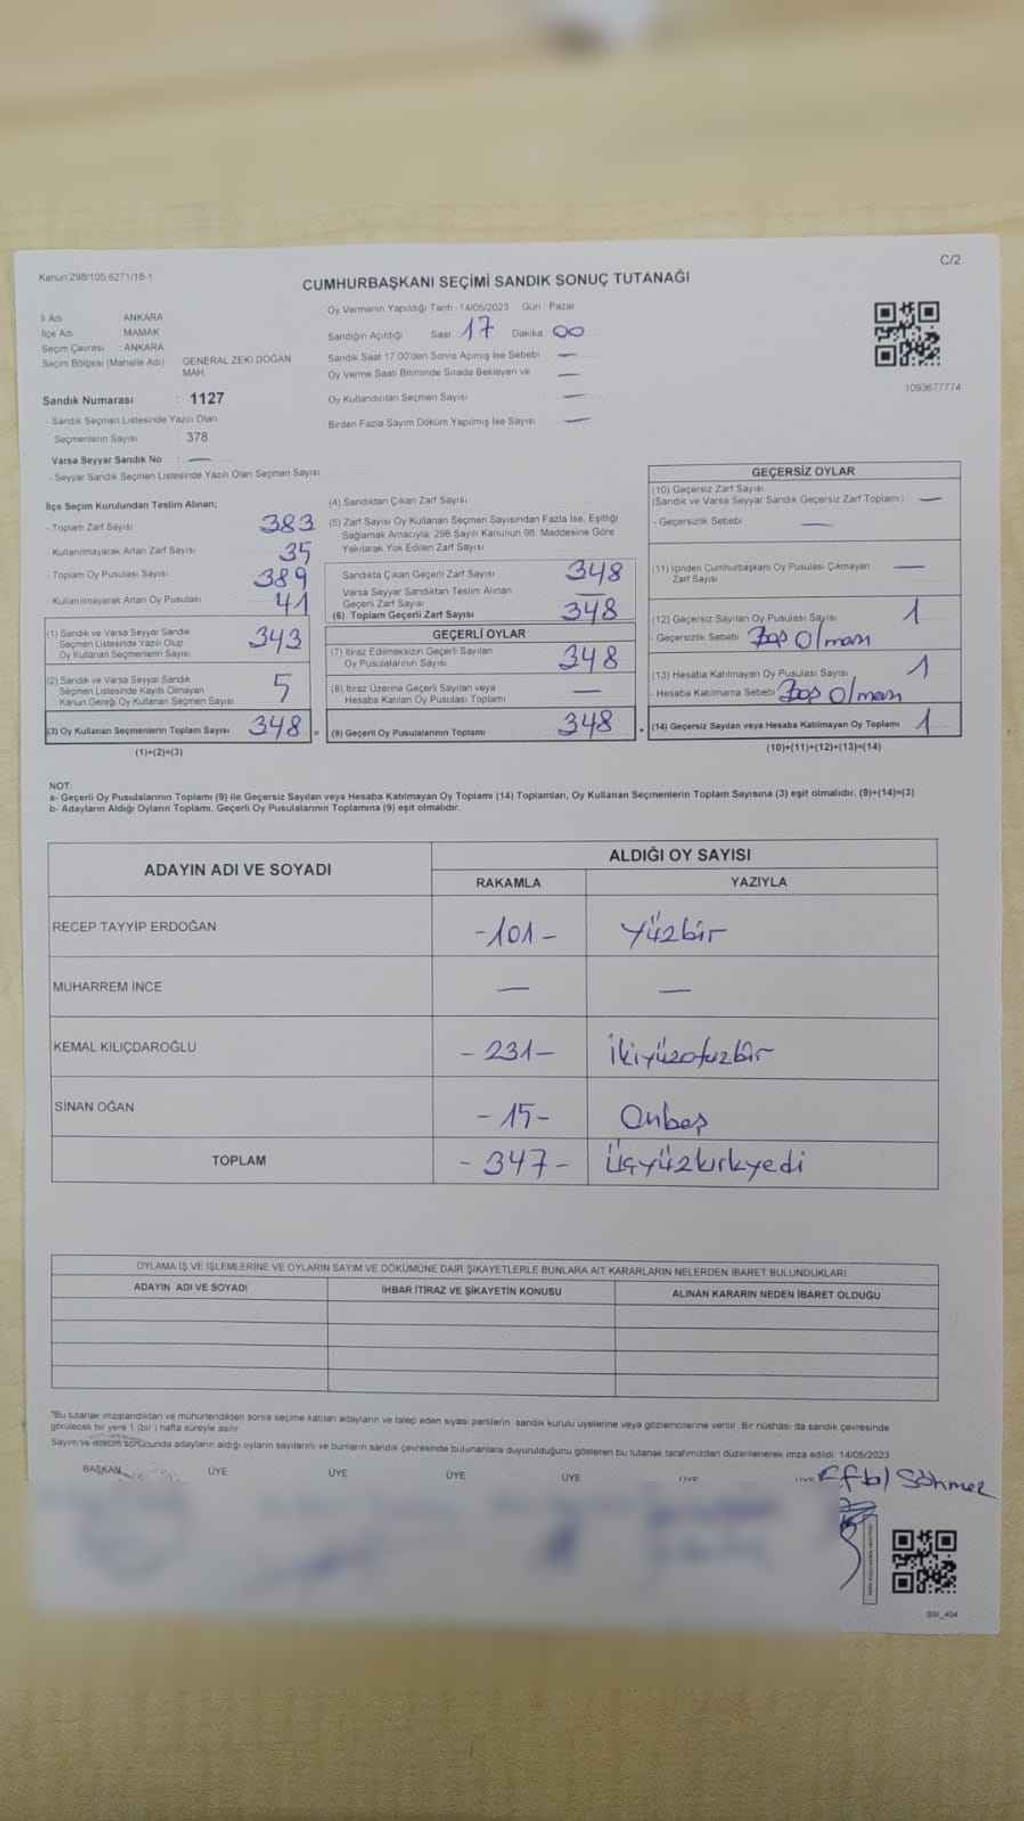 Kanun:298/105,6271/18-1
C/2
CUMHURBAŞKANI SEÇİMİ SANDIK SONUÇ TUTANAĞI
İl Adı : ANKARA
İlçe Adı : MAMAK
Seçim Çevresi : ANKARA
Seçim Bölgesi (Mahalle Adı) : GENERAL ZEKİ DOĞAN
MAH.
Sandık Numarası : 1127
- Sandık Seçmen Listesinde Yazılı Olan
Seçmenlerin Sayısı : 378
Varsa Seyyar Sandık No : —
- Seyyar Sandık Seçmen Listesinde Yazılı Olan Seçmen Sayısı
Oy Vermenin Yapıldığı Tarih : 14/05/2023 Gün : Pazar
Sandığın Açıldığı Saat 17 Dakika 00
Sandık Saat 17.00'den Sonra Açılmış İse Sebebi —
Oy Verme Saati Bitiminde Sırada Bekleyen ve —
Oy Kullandırılan Seçmen Sayısı —
Birden Fazla Sayım Döküm Yapılmış İse Sayısı —
1093677774
İlçe Seçim Kurulundan Teslim Alınan;
- Toplam Zarf Sayısı 383
- Kullanılmayarak Artan Zarf Sayısı 35
- Toplam Oy Pusulası Sayısı 389
- Kullanılmayarak Artan Oy Pusulası 41
(1) Sandık ve Varsa Seyyar Sandık
Seçmen Listesinde Yazılı Olup
Oy Kullanan Seçmenlerin Sayısı 343
(2) Sandık ve Varsa Seyyar Sandık
Seçmen Listesinde Kayıtlı Olmayan
Kanun Gereği Oy Kullanan Seçmen Sayısı 5
(3) Oy Kullanan Seçmenlerin Toplam Sayısı 348
(1)+(2)=(3)
(4) Sandıktan Çıkan Zarf Sayısı
(5) Zarf Sayısı Oy Kullanan Seçmen Sayısından Fazla İse, Eşitliği
Sağlamak Amacıyla; 298 Sayılı Kanunun 98. Maddesine Göre
Yakılarak Yok Edilen Zarf Sayısı
Sandıkta Çıkan Geçerli Zarf Sayısı 348
Varsa Seyyar Sandıktan Teslim Alınan
Geçerli Zarf Sayısı —
(6) Toplam Geçerli Zarf Sayısı 348
GEÇERLİ OYLAR
(7) İtiraz Edilmeksizin Geçerli Sayılan
Oy Pusulalarının Sayısı 348
(8) İtiraz Üzerine Geçerli Sayılan veya
Hesaba Katılan Oy Pusulası Toplamı —
(9) Geçerli Oy Pusulalarının Toplamı 348
GEÇERSİZ OYLAR
(10) Geçersiz Zarf Sayısı
(Sandık ve Varsa Seyyar Sandık Geçersiz Zarf Toplamı) —
- Geçersizlik Sebebi —
(11) İçinden Cumhurbaşkanı Oy Pusulası Çıkmayan
Zarf Sayısı —
(12) Geçersiz Sayılan Oy Pusulası Sayısı 1
- Geçersizlik Sebebi Boş Olması
(13) Hesaba Katılmayan Oy Pusulası Sayısı 1
- Hesaba Katılmama Sebebi Boş Olması
(14) Geçersiz Sayılan veya Hesaba Katılmayan Oy Toplamı 1
(10)+(11)+(12)+(13)=(14)
NOT:
a- Geçerli Oy Pusulalarının Toplamı (9) ile Geçersiz Sayılan veya Hesaba Katılmayan Oy Toplamı (14) Toplamları, Oy Kullanan Seçmenlerin Toplam Sayısına (3) eşit olmalıdır. (9)+(14)=(3)
b- Adayların Aldığı Oyların Toplamı, Geçerli Oy Pusulalarının Toplamına (9) eşit olmalıdır.
ADAYIN ADI VE SOYADI
ALDIĞI OY SAYISI
RAKAMLA YAZIYLA
RECEP TAYYİP ERDOĞAN -101- Yüzbir
MUHARREM İNCE — —
KEMAL KILIÇDAROĞLU -231- İkiyüzotuzbir
SİNAN OĞAN -15- Onbeş
TOPLAM -347- Üçyüzkırkyedi
OYLAMA İŞ VE İŞLEMLERİNE VE OYLARIN SAYIM VE DÖKÜMÜNE DAİR ŞİKAYETLERLE BUNLARA AİT KARARLARIN NELERDEN İBARET BULUNDUKLARI
ADAYIN ADI VE SOYADI İHBAR İTİRAZ VE ŞİKAYETİN KONUSU ALINAN KARARIN NEDEN İBARET OLDUĞU
"Bu tutanak imzalandıktan ve mühürlendikten sonra seçime katılan adayların ve talep eden siyasi partilerin sandık kurulu üyelerine veya gözlemcilerine verilir. Bir nüshası da sandık çevresinde
görülecek bir yere 1 (bir) hafta süreyle asılır.
Sayım ve döküm sonucunda adayların aldığı oyların sayılarını ve bunların sandık çevresinde bulunanlara duyurulduğunu gösteren bu tutanak tarafımızdan düzenlenerek imza edildi. 14/05/2023
BAŞKAN ÜYE ÜYE ÜYE ÜYE ÜYE ÜYE
Söhmez